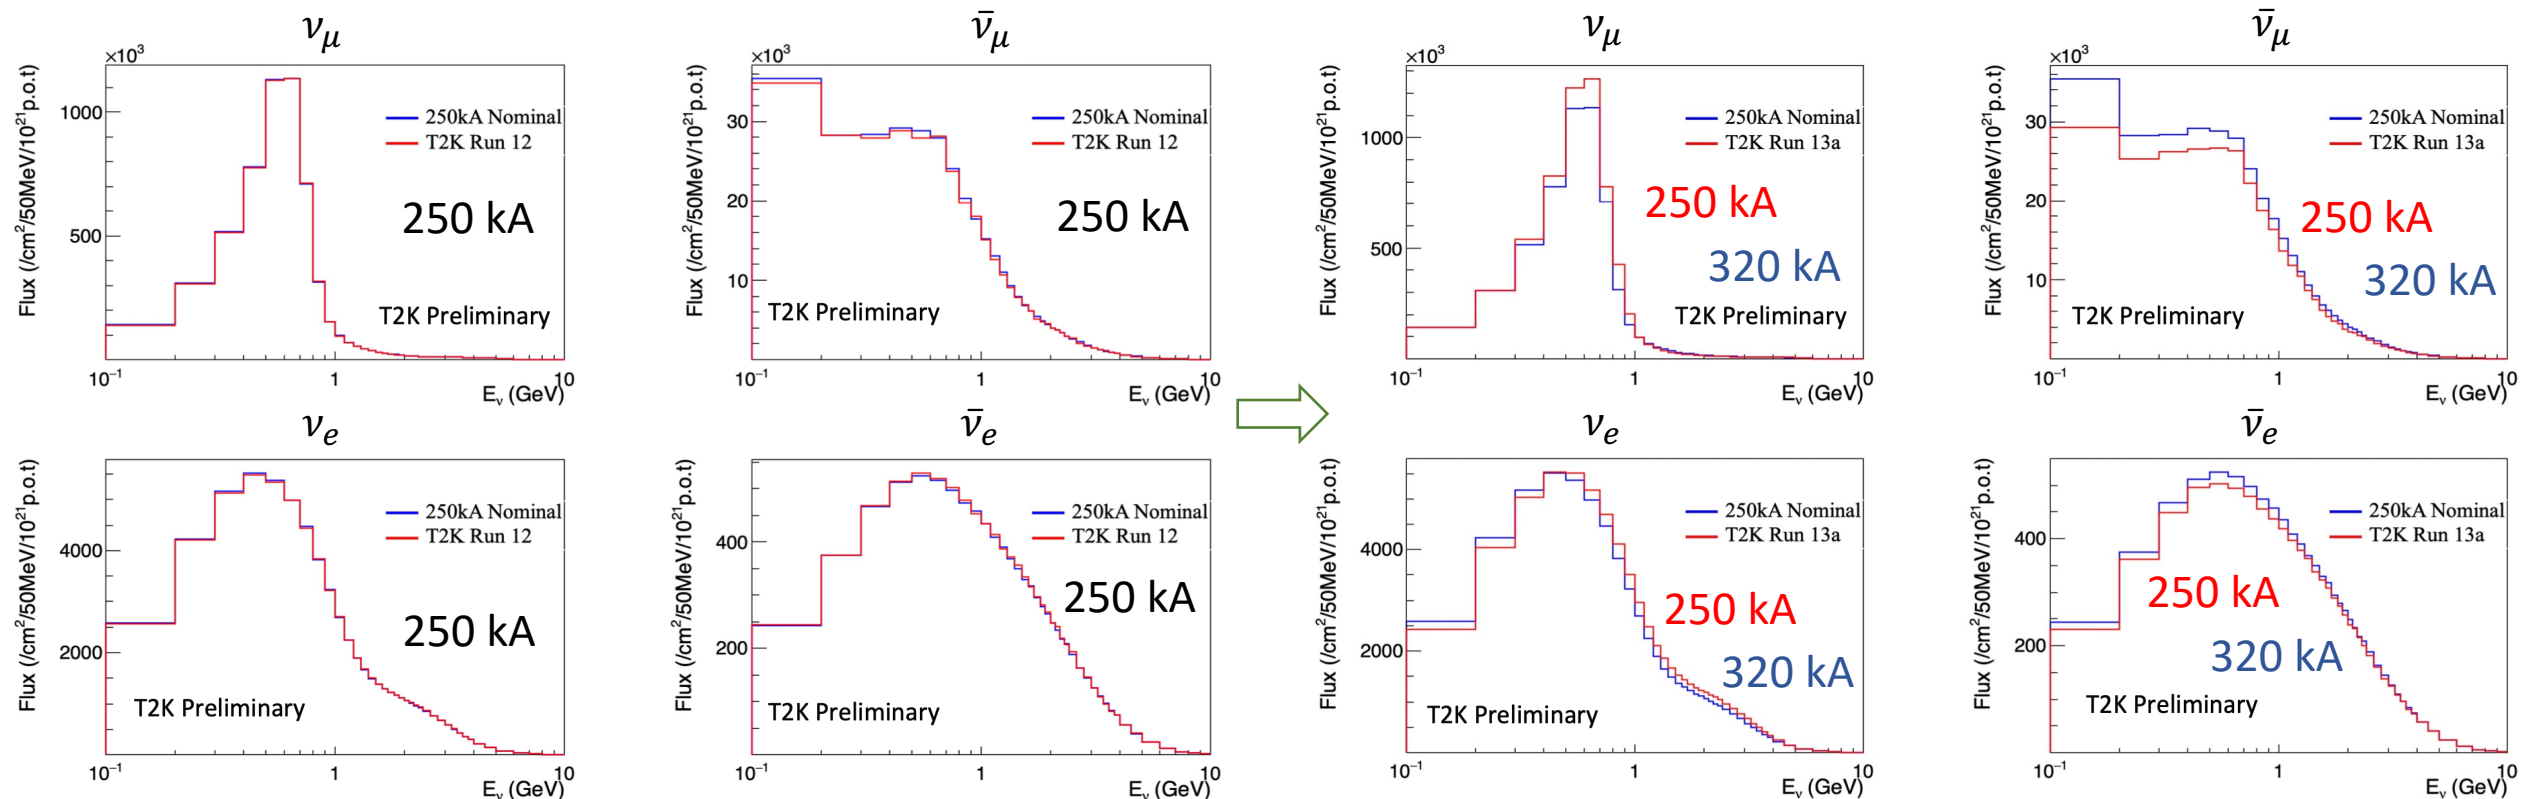 ν_μ
×10³
Flux (/cm²/50MeV/10²¹p.o.t)
1000
500
250kA Nominal
T2K Run 12
250 kA
T2K Preliminary
10⁻¹
1
10
E_ν (GeV)
ν̄_μ
×10³
Flux (/cm²/50MeV/10²¹p.o.t)
30
20
10
250kA Nominal
T2K Run 12
250 kA
T2K Preliminary
10⁻¹
1
10
E_ν (GeV)
ν_μ
×10³
Flux (/cm²/50MeV/10²¹p.o.t)
1000
500
250kA Nominal
T2K Run 13a
250 kA
320 kA
T2K Preliminary
10⁻¹
1
10
E_ν (GeV)
ν̄_μ
×10³
Flux (/cm²/50MeV/10²¹p.o.t)
30
20
10
250kA Nominal
T2K Run 13a
250 kA
320 kA
T2K Preliminary
10⁻¹
1
10
E_ν (GeV)
ν_e
Flux (/cm²/50MeV/10²¹p.o.t)
4000
2000
250kA Nominal
T2K Run 12
250 kA
T2K Preliminary
10⁻¹
1
10
E_ν (GeV)
ν̄_e
Flux (/cm²/50MeV/10²¹p.o.t)
400
200
250kA Nominal
T2K Run 12
250 kA
T2K Preliminary
10⁻¹
1
10
E_ν (GeV)
ν_e
Flux (/cm²/50MeV/10²¹p.o.t)
4000
2000
250kA Nominal
T2K Run 13a
250 kA
320 kA
T2K Preliminary
10⁻¹
1
10
E_ν (GeV)
ν̄_e
Flux (/cm²/50MeV/10²¹p.o.t)
400
200
250kA Nominal
T2K Run 13a
250 kA
320 kA
T2K Preliminary
10⁻¹
1
10
E_ν (GeV)